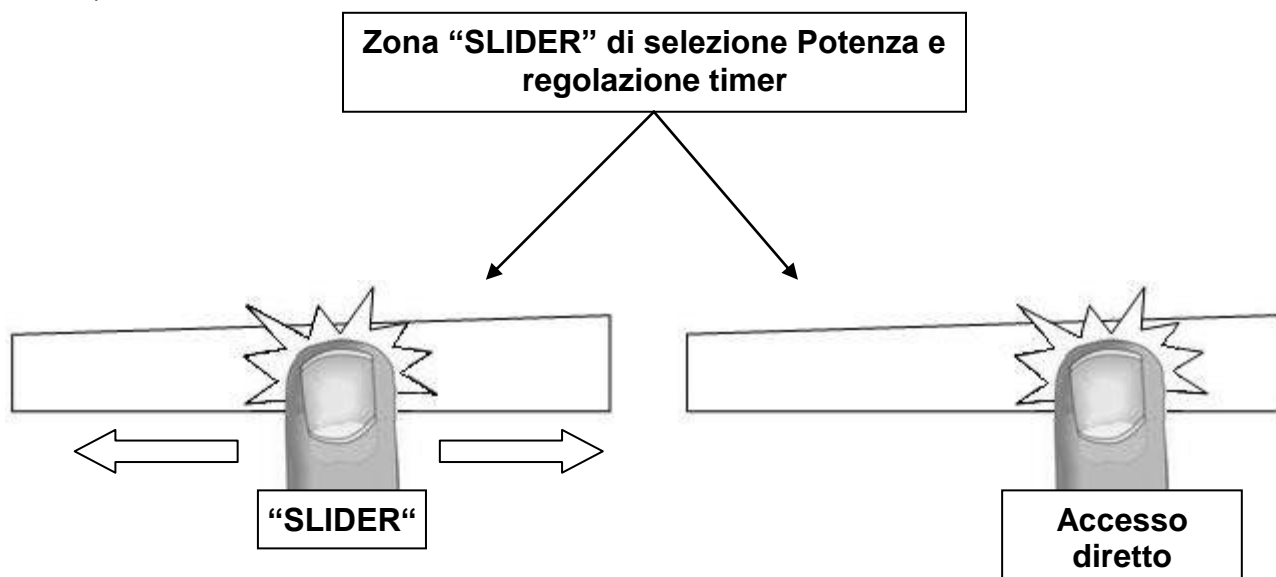 Zona “SLIDER” di selezione Potenza e
regolazione timer
“SLIDER“
Accesso
diretto